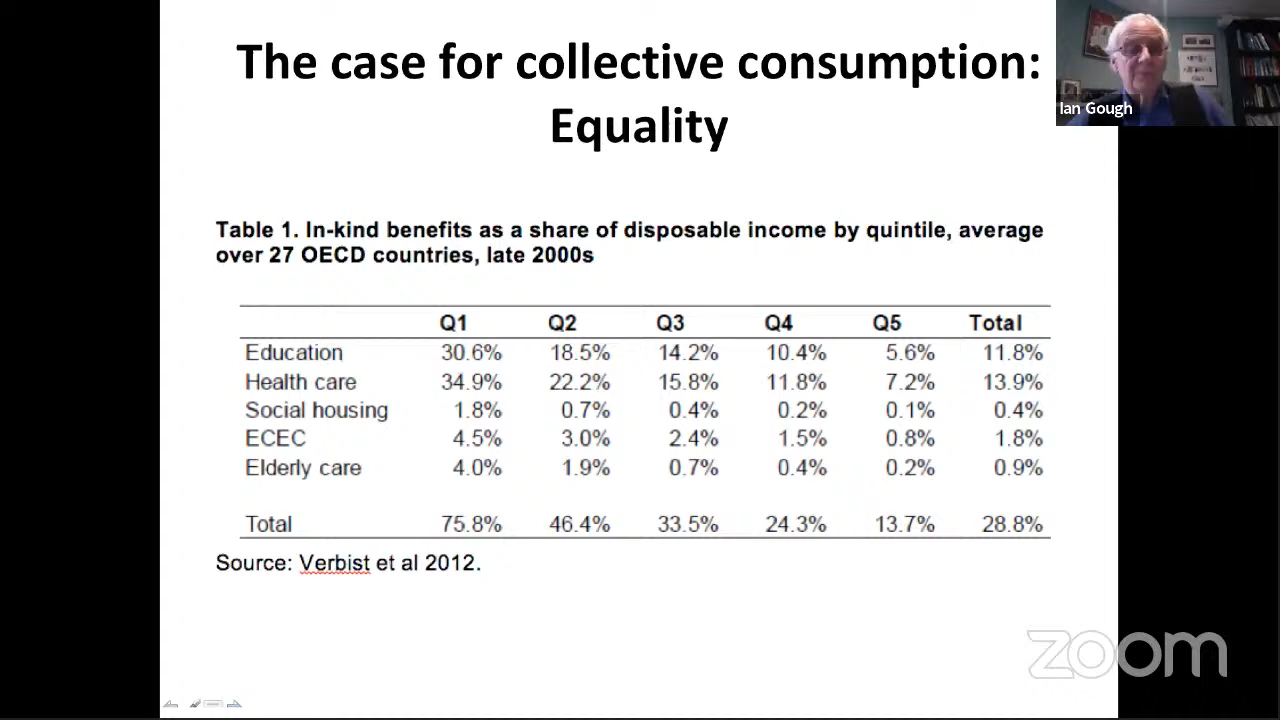 The case for collective consumption:
Equality
Ian Gough
Table 1. In-kind benefits as a share of disposable income by quintile, average
over 27 OECD countries, late 2000s
Q1 Q2 Q3 Q4 Q5 Total
Education 30.6% 18.5% 14.2% 10.4% 5.6% 11.8%
Health care 34.9% 22.2% 15.8% 11.8% 7.2% 13.9%
Social housing 1.8% 0.7% 0.4% 0.2% 0.1% 0.4%
ECEC 4.5% 3.0% 2.4% 1.5% 0.8% 1.8%
Elderly care 4.0% 1.9% 0.7% 0.4% 0.2% 0.9%
Total 75.8% 46.4% 33.5% 24.3% 13.7% 28.8%
Source: Verbist et al 2012.
zoom